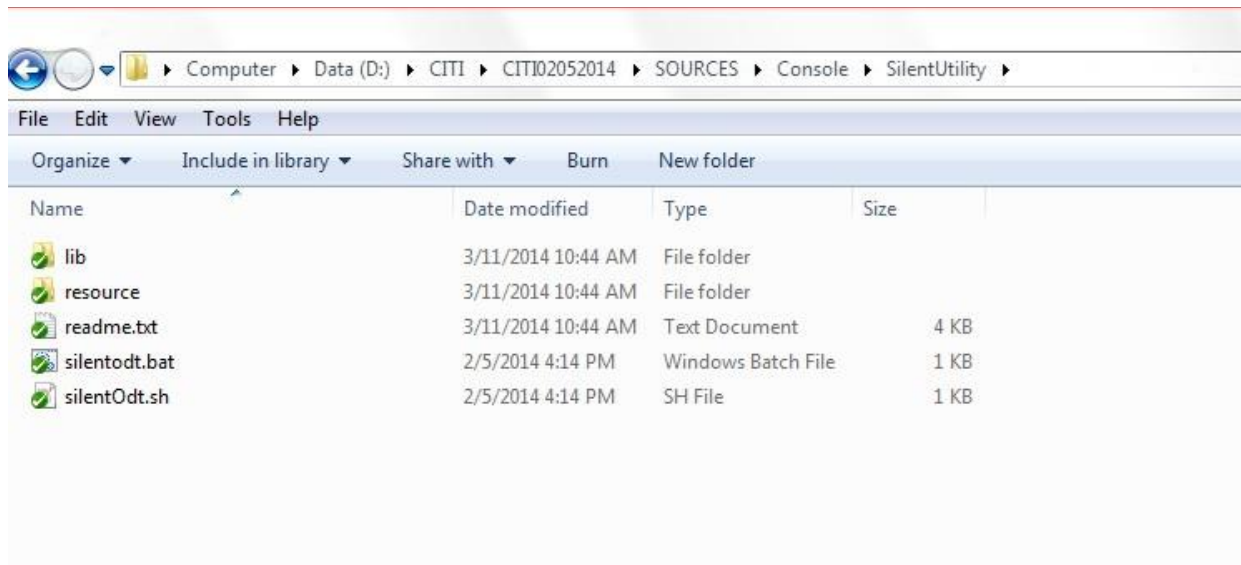 Computer Data (D:) CITI CITI02052014 SOURCES Console SilentUtility
File Edit View Tools Help
Organize Include in library Share with Burn New folder
Name Date modified Type Size
lib 3/11/2014 10:44 AM File folder
resource 3/11/2014 10:44 AM File folder
readme.txt 3/11/2014 10:44 AM Text Document 4 KB
silentodt.bat 2/5/2014 4:14 PM Windows Batch File 1 KB
silentOdt.sh 2/5/2014 4:14 PM SH File 1 KB